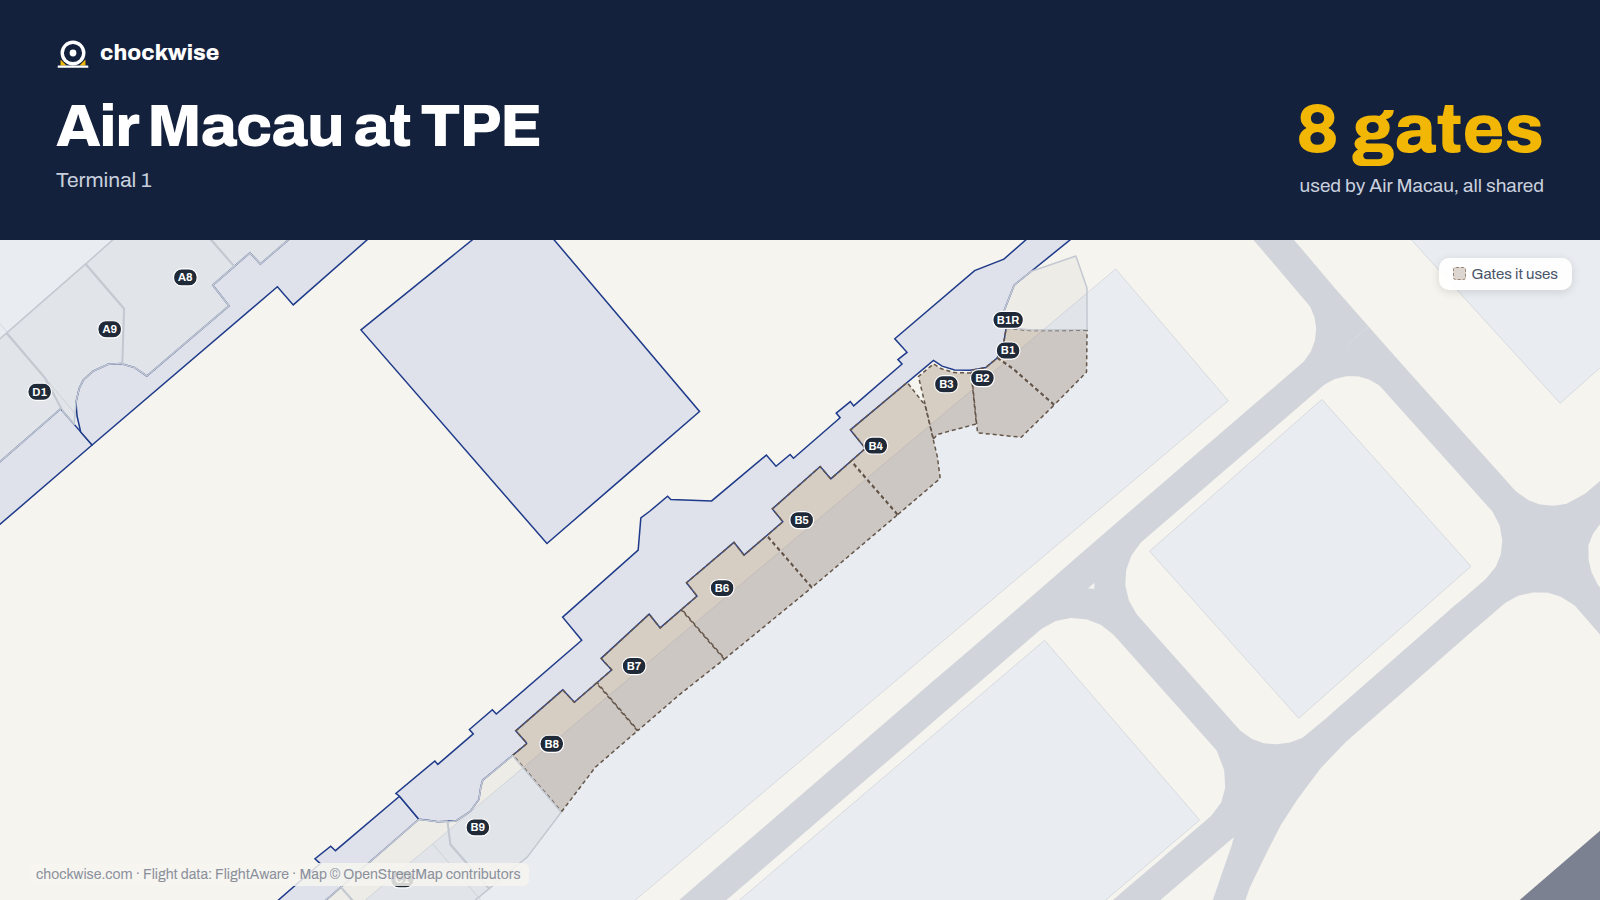 chockwise
Air Macau at TPE
Terminal 1
8 gates
used by Air Macau, all shared
Gates it uses
A8
A9
D1
B1R
B1
B2
B3
B4
B5
B6
B7
B8
B9
chockwise.com · Flight data: FlightAware · Map © OpenStreetMap contributors